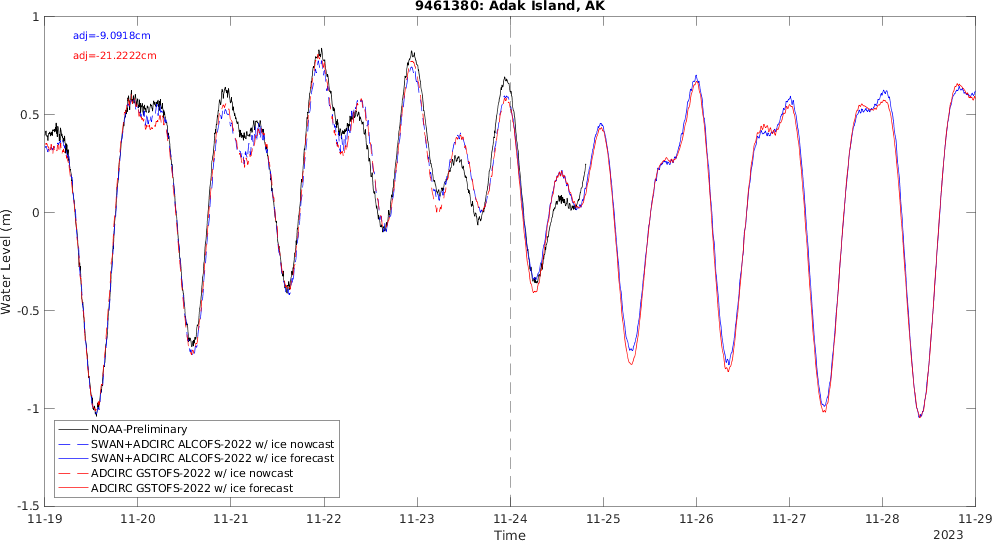 9461380: Adak Island, AK
adj=-9.0918cm
adj=-21.2222cm
1
0.5
0
-0.5
-1
-1.5
Water Level (m)
NOAA-Preliminary
SWAN+ADCIRC ALCOFS-2022 w/ ice nowcast
SWAN+ADCIRC ALCOFS-2022 w/ ice forecast
ADCIRC GSTOFS-2022 w/ ice nowcast
ADCIRC GSTOFS-2022 w/ ice forecast
11-19 11-20 11-21 11-22 11-23 11-24 11-25 11-26 11-27 11-28 11-29
Time
2023